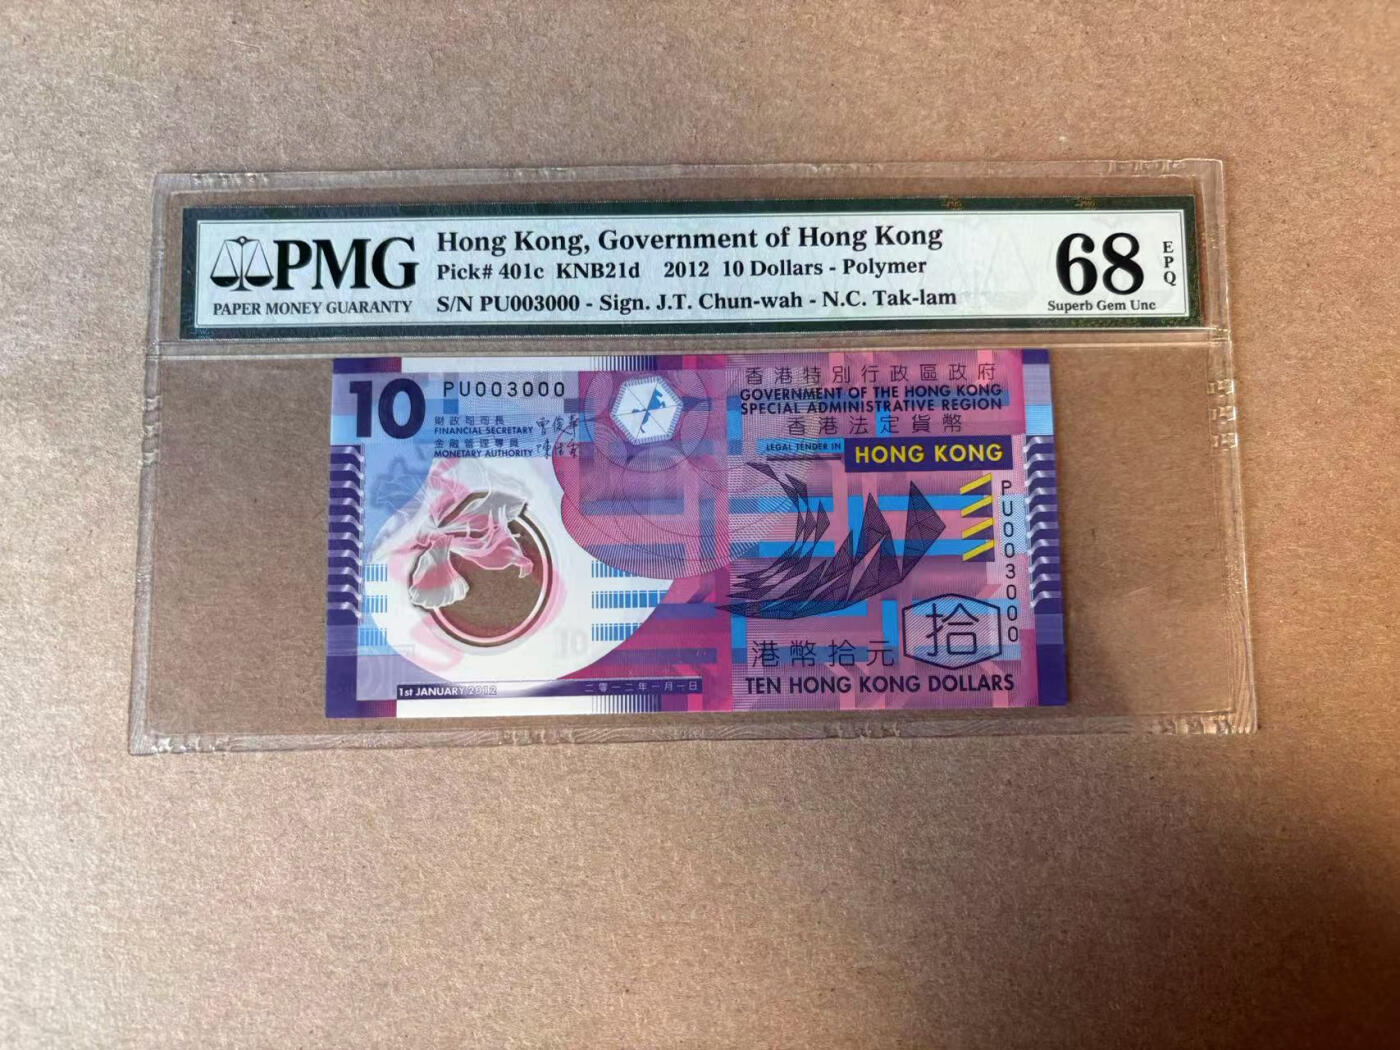 PMG
PAPER MONEY GUARANTY
Hong Kong, Government of Hong Kong
Pick# 401c KNB21d 2012 10 Dollars - Polymer
S/N PU003000 - Sign. J.T. Chun-wah - N.C. Tak-lam
68
EPQ
Superb Gem Unc
10
PU003000
財政司司長
FINANCIAL SECRETARY
金融管理專員
MONETARY AUTHORITY
香港特別行政區政府
GOVERNMENT OF THE HONG KONG
SPECIAL ADMINISTRATIVE REGION
香港法定貨幣
LEGAL TENDER IN
HONG KONG
PU003000
10
拾
港幣拾元
TEN HONG KONG DOLLARS
1st JANUARY 2012
二零一二年一月一日